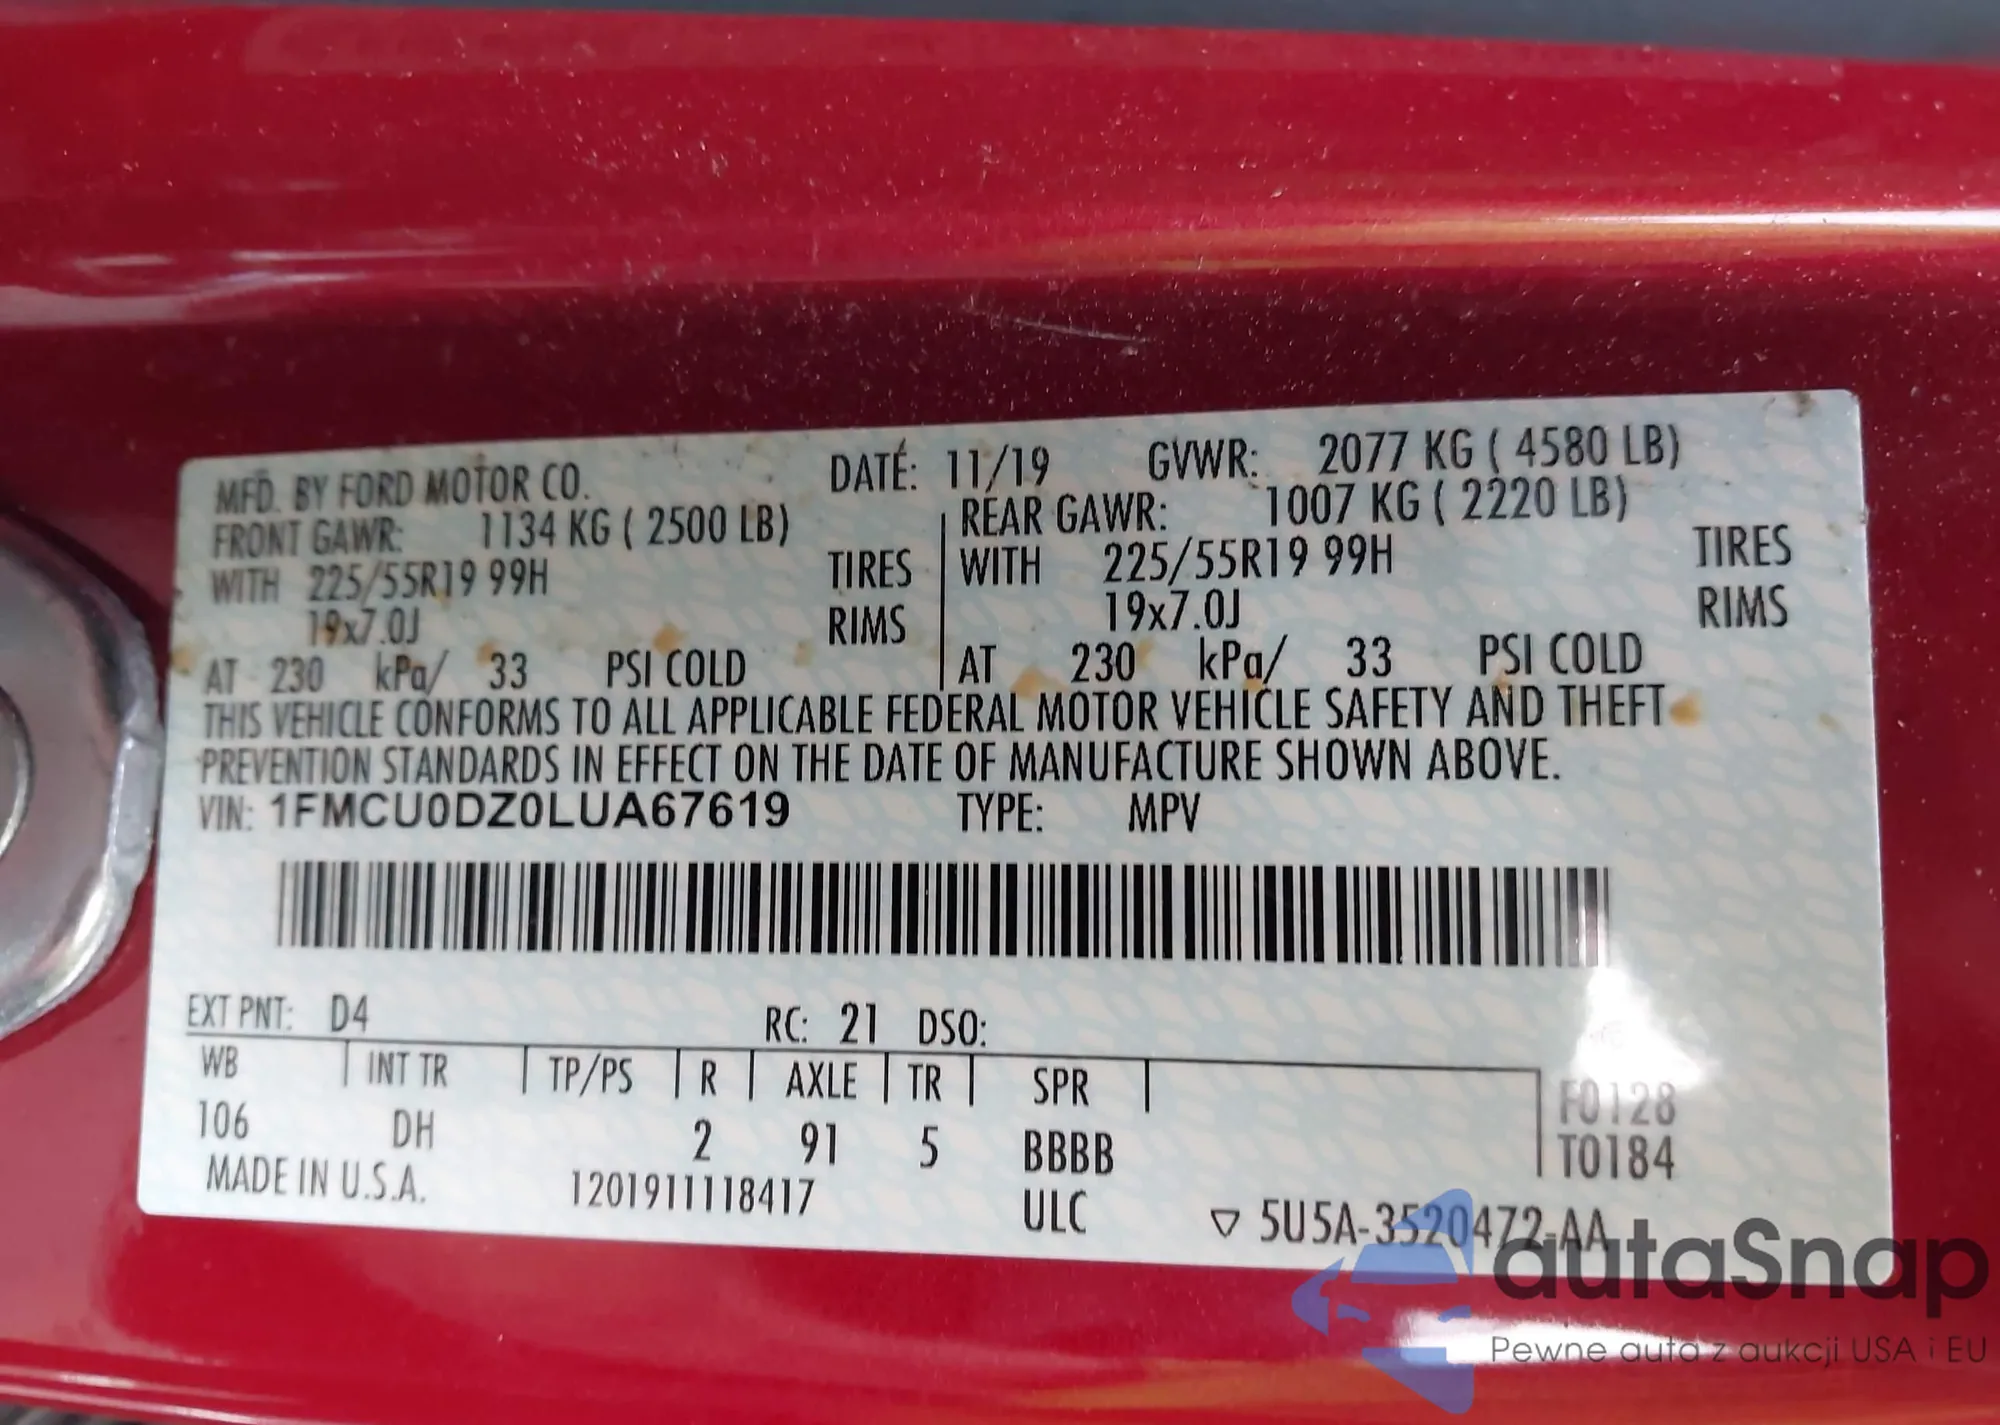 MFD. BY FORD MOTOR CO. DATE: 11/19 GVWR: 2077 KG ( 4580 LB)
FRONT GAWR: 1134 KG ( 2500 LB) REAR GAWR: 1007 KG ( 2220 LB)
WITH 225/55R19 99H TIRES WITH 225/55R19 99H TIRES
19x7.0J RIMS 19x7.0J RIMS
AT 230 kPa/ 33 PSI COLD AT 230 kPa/ 33 PSI COLD
THIS VEHICLE CONFORMS TO ALL APPLICABLE FEDERAL MOTOR VEHICLE SAFETY AND THEFT
PREVENTION STANDARDS IN EFFECT ON THE DATE OF MANUFACTURE SHOWN ABOVE.
VIN: 1FMCU0DZ0LUA67619 TYPE: MPV
EXT PNT: D4 RC: 21 DSO:
WB INT TR TP/PS R AXLE TR SPR F0128
106 DH 2 91 5 BBBB T0184
MADE IN U.S.A. 1201911118417 ULC ▽ 5U5A-3520472-AA
autaSnap
Pewne auta z aukcji USA i EU